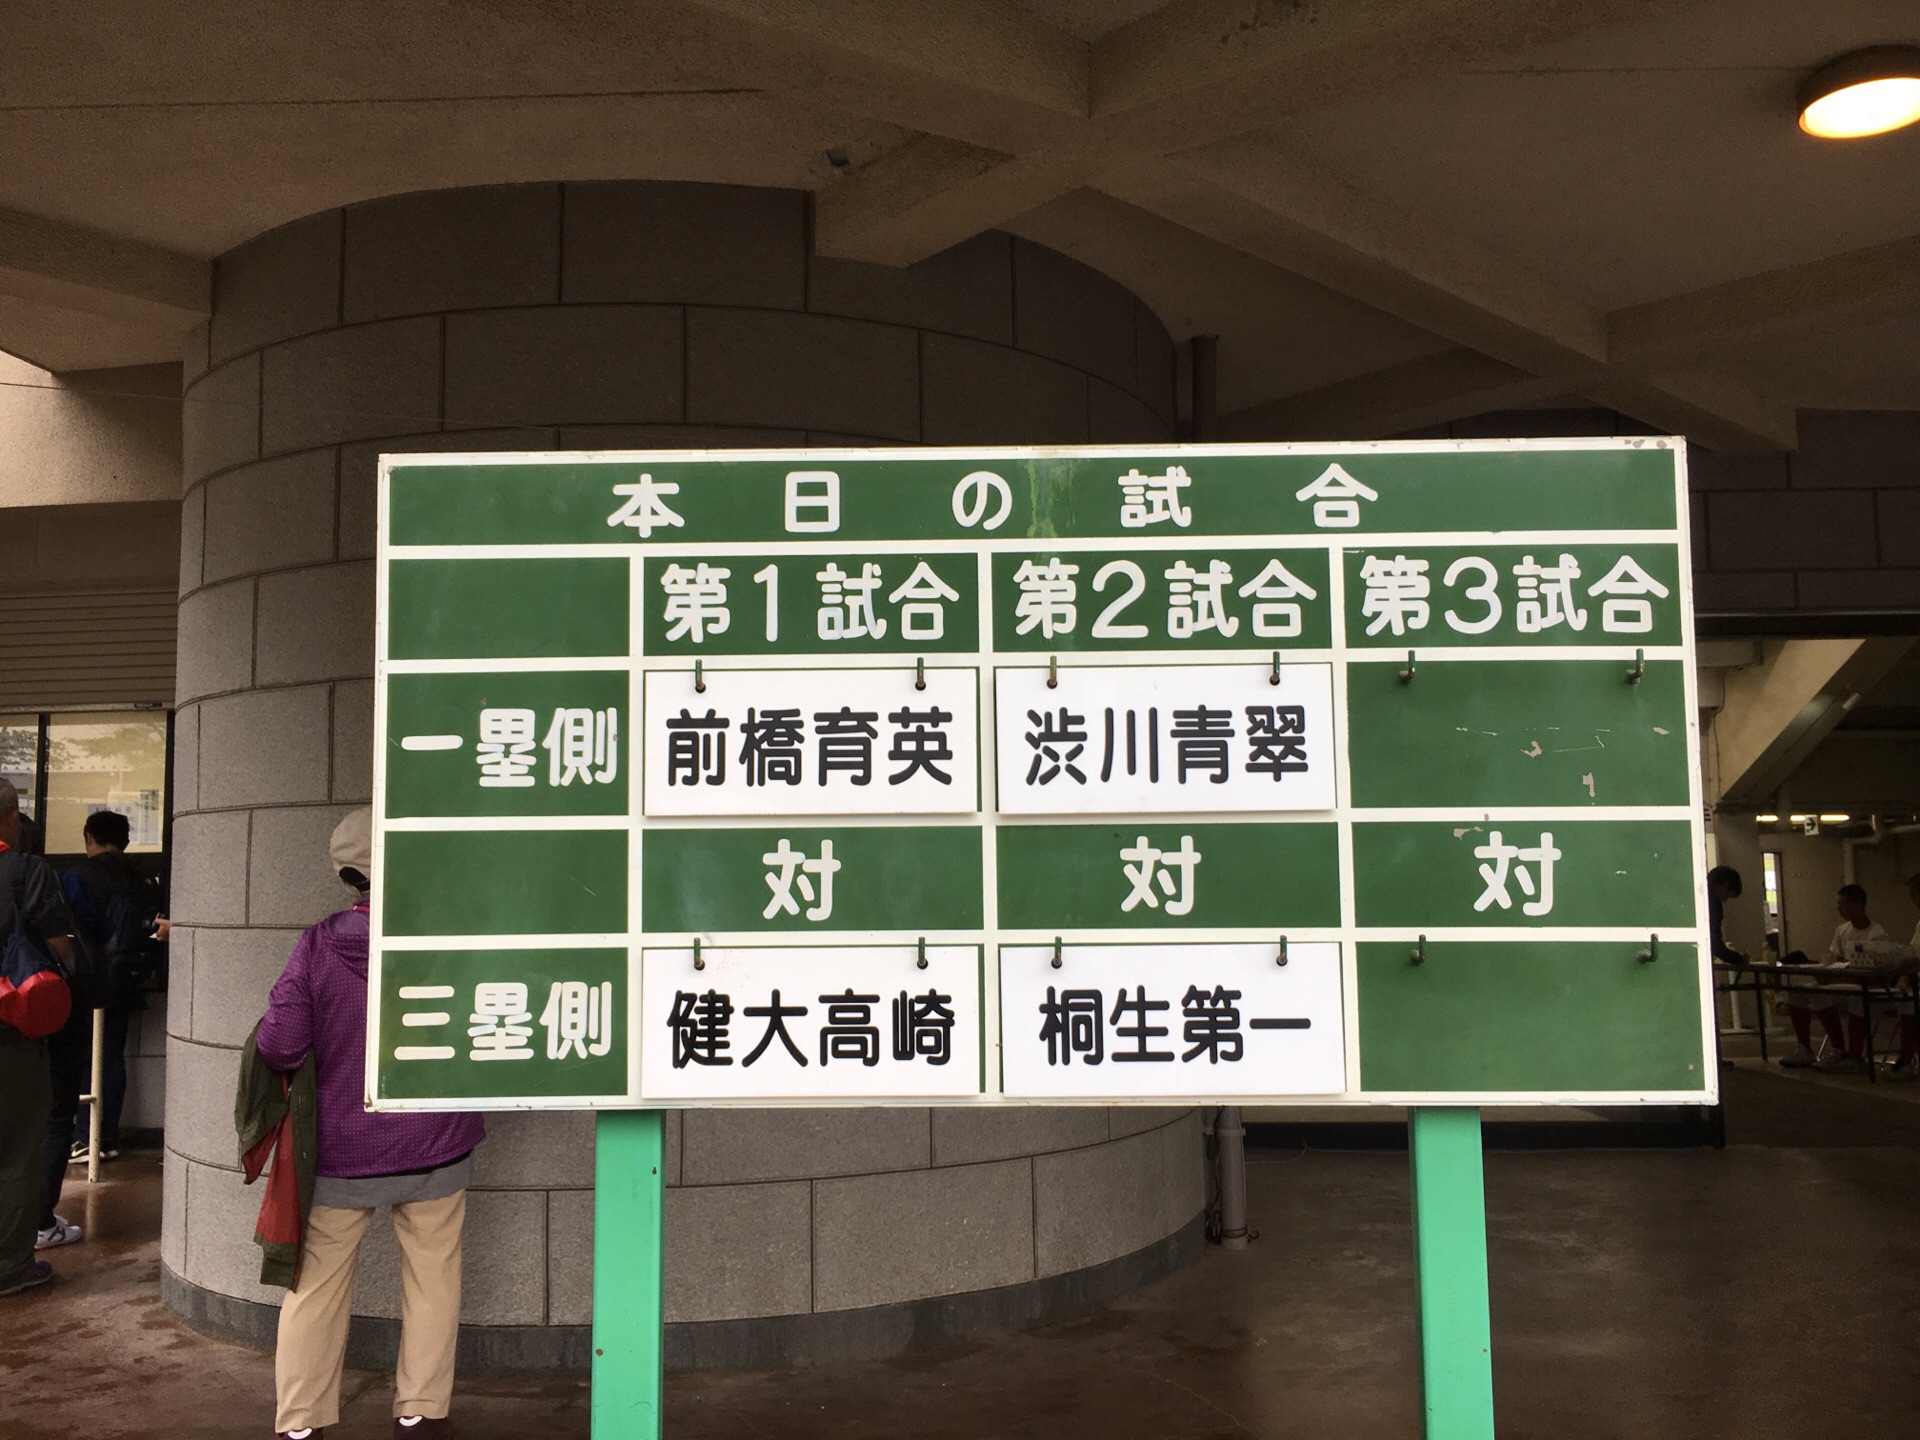 本日の試合
第1試合 第2試合 第3試合
一塁側 前橋育英 渋川青翠
対 対 対
三塁側 健大高崎 桐生第一